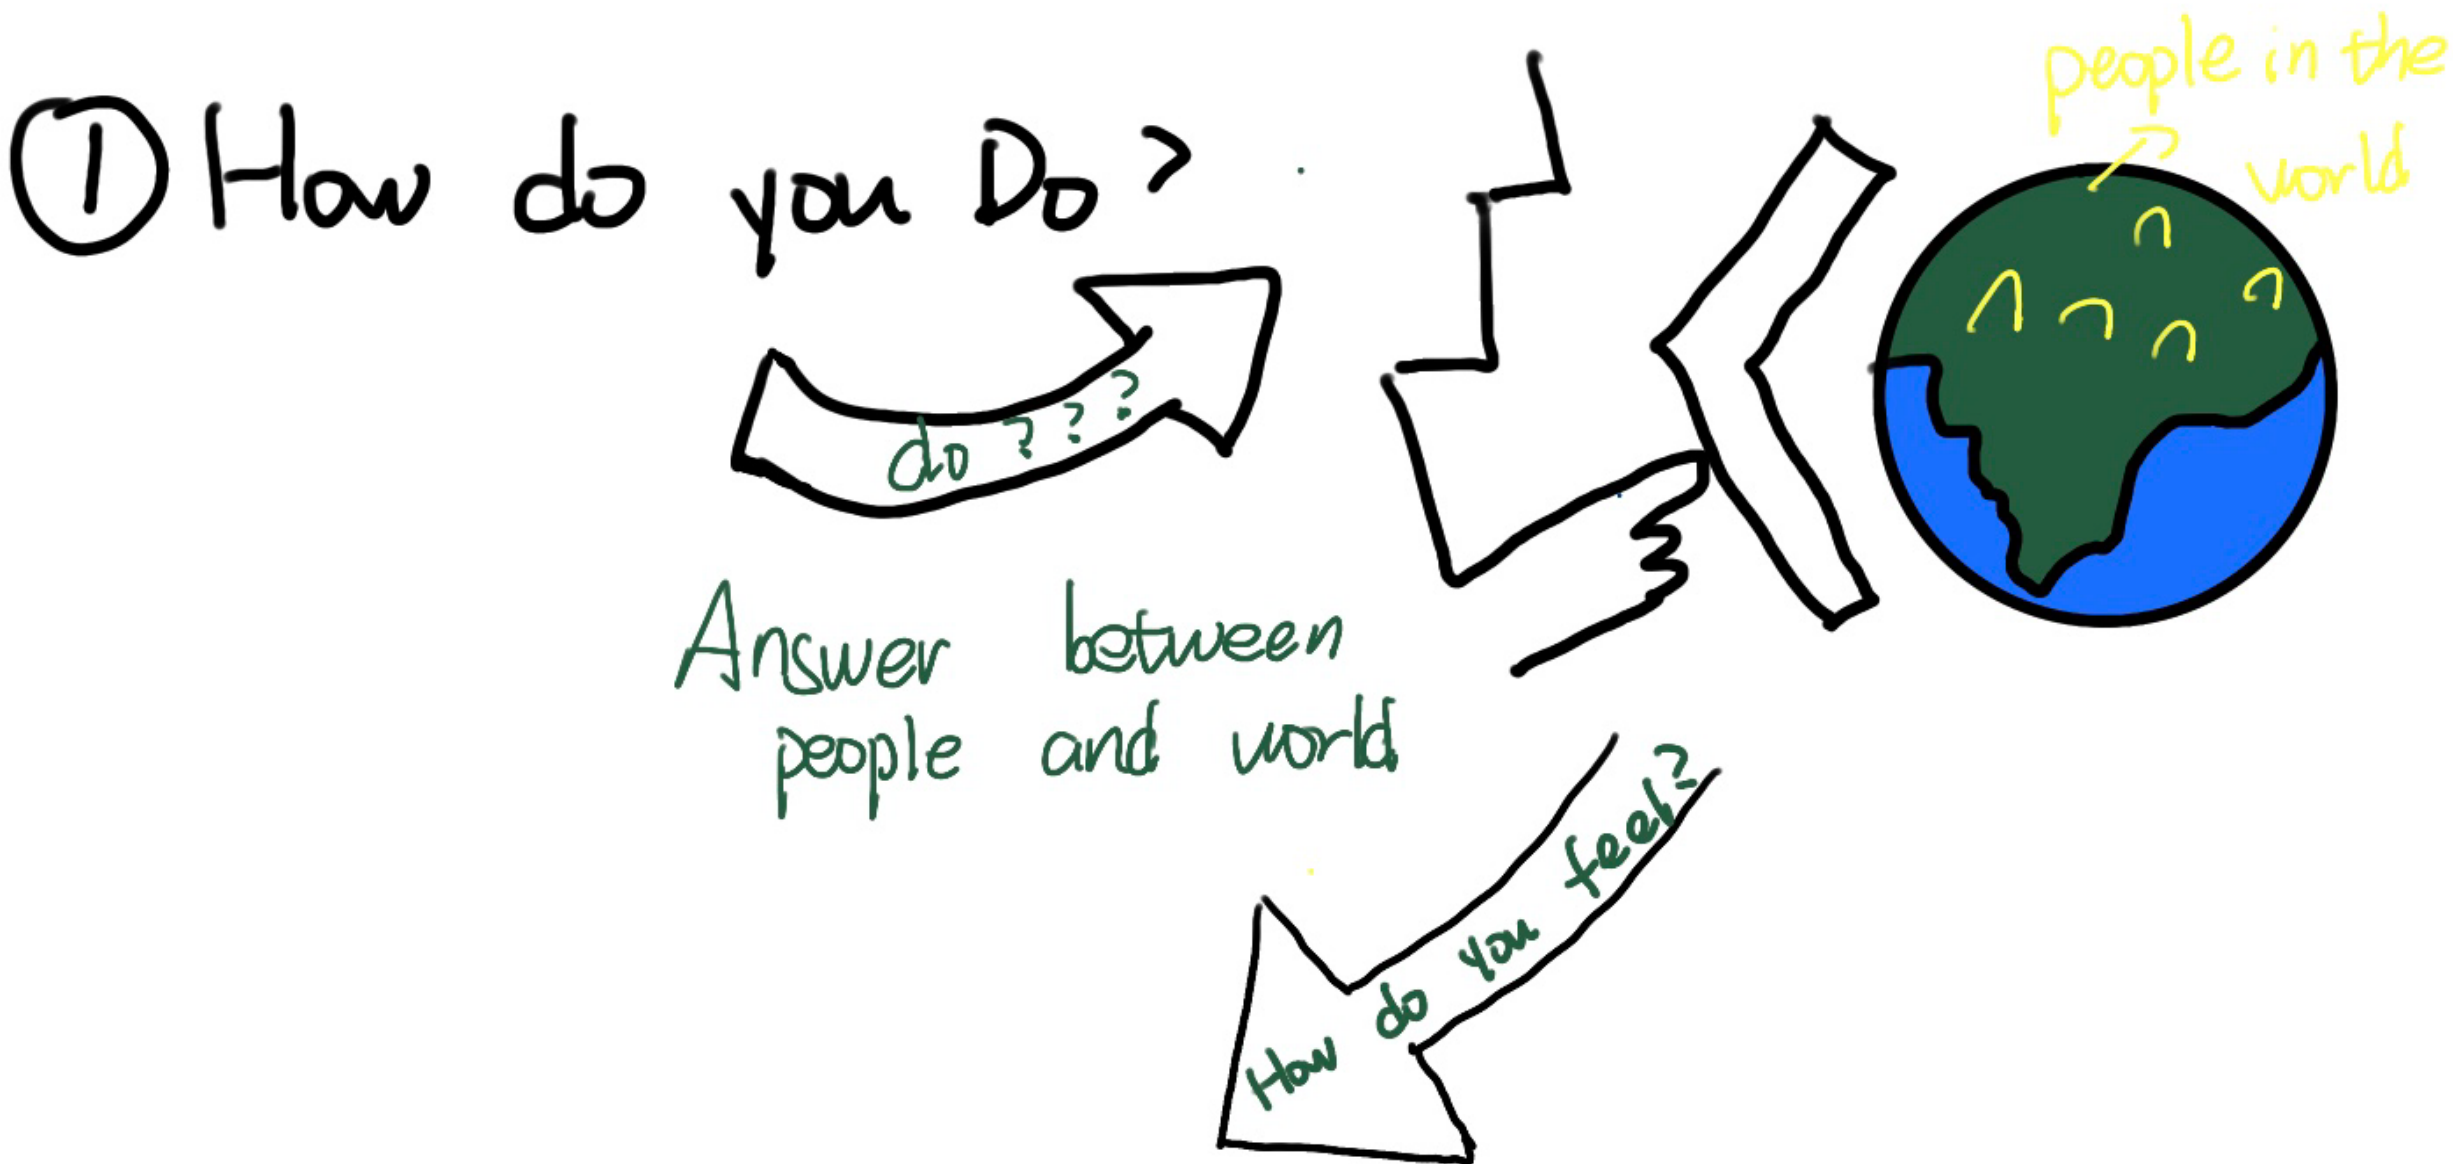 ① How do you Do?
people in the
world
do ? ? ?
Answer between
people and world
How do you feel?